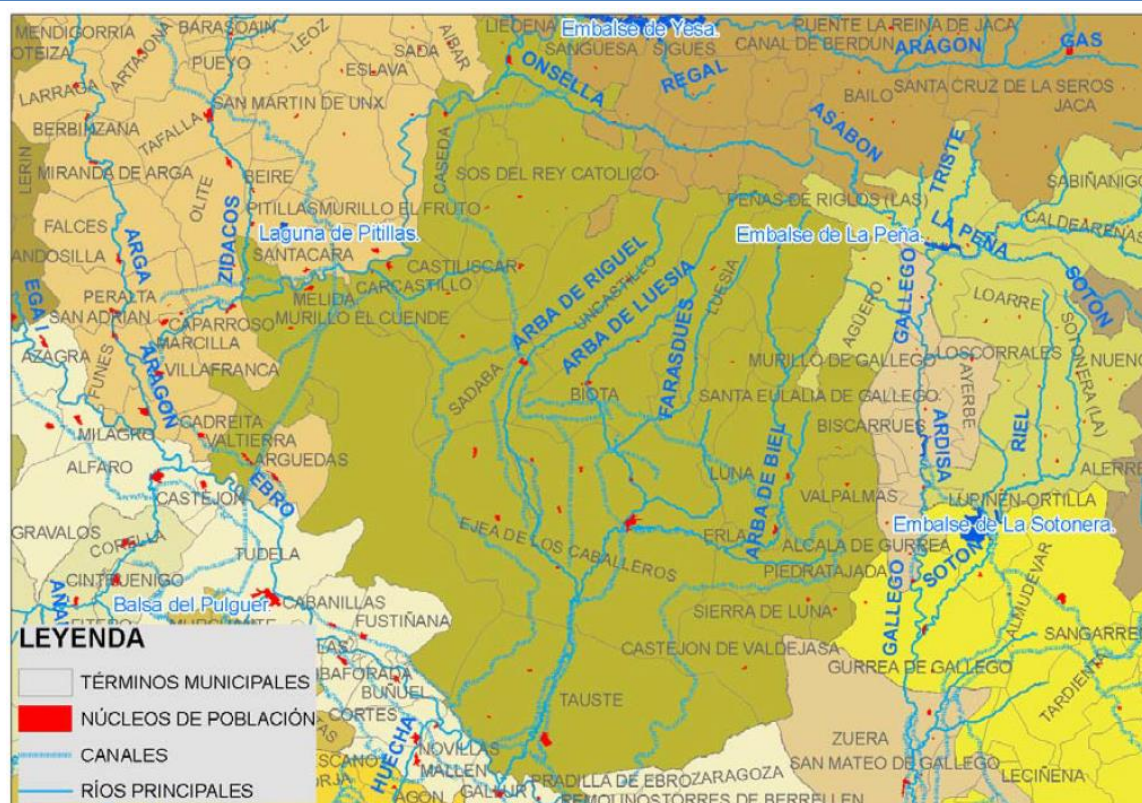 MENDIGORRIA
BARASOAIN
LEOZ
AIBAR
LIEDENA
Embalse de Yesa.
PUENTE LA REINA DE JACA
OTEIZA
ARTAJONA
PUEYO
SADA
SANGUESA
SIGUES
CANAL DE BERDUN
ARAGON
GAS
LARRAGA
ESLAVA
ONSELLA
REGAL
BAILO
SANTA CRUZ DE LA SEROS
JACA
SAN MARTIN DE UNX
BERBINZANA
TAFALLA
ASABON
TRISTE
LERIN
MIRANDA DE ARGA
OLITE
BEIRE
CASEDA
SOS DEL REY CATOLICO
SABIÑANIGO
PITILLAS
MURILLO EL FRUTO
PEÑAS DE RIGLOS (LAS)
FALCES
ARGA
ZIDACOS
Laguna de Pitillas.
Embalse de La Peña.
LA PEÑA
CALDEARENAS
ANDOSILLA
SANTACARA
CASTILISCAR
ARBA DE RIGUEL
UNCASTILLO
LUESIA
GALLEGO
SOTON
EGA I
PERALTA
MELIDA
CARCASTILLO
ARBA DE LUESIA
FARASDUES
AGÜERO
LOARRE
SAN ADRIAN
CAPARROSO
MURILLO EL CUENDE
SOTONERA (LA)
AZAGRA
FUNES
ARAGON
MARCILLA
VILLAFRANCA
SADABA
BIOTA
MURILLO DE GALLEGO
LOSCORRALES
NUENO
SANTA EULALIA DE GALLEGO
AYERBE
CADREITA
BISCARRUES
ARDISA
RIEL
MILAGRO
VALTIERRA
ARGUEDAS
ARBA DE BIEL
ALFARO
LUNA
VALPALMAS
ALERRE
CASTEJON
EBRO
LUPIÑEN-ORTILLA
GRAVALOS
CORELLA
EJEA DE LOS CABALLEROS
ERLA
Embalse de La Sotonera.
TUDELA
ALCALA DE GURREA
SOTON
CINTRUENIGO
PIEDRATAJADA
ALMUDEVAR
Balsa del Pulguer.
CABANILLAS
SIERRA DE LUNA
GALLEGO
FITERO
MURCHANTE
FUSTIÑANA
CASTEJON DE VALDEJASA
SANGARREN
LEYENDA
GURREA DE GALLEGO
TARDIENTA
TÉRMINOS MUNICIPALES
BUÑUEL
TAUSTE
NÚCLEOS DE POBLACIÓN
CORTES
HUECHA
ZUERA
CANALES
NOVILLAS
MALLEN
SAN MATEO DE GALLEGO
LECIÑENA
RÍOS PRINCIPALES
AGON
GALLUR
PRADILLA DE EBRO
ZARAGOZA
TORRES DE BERRELLEN